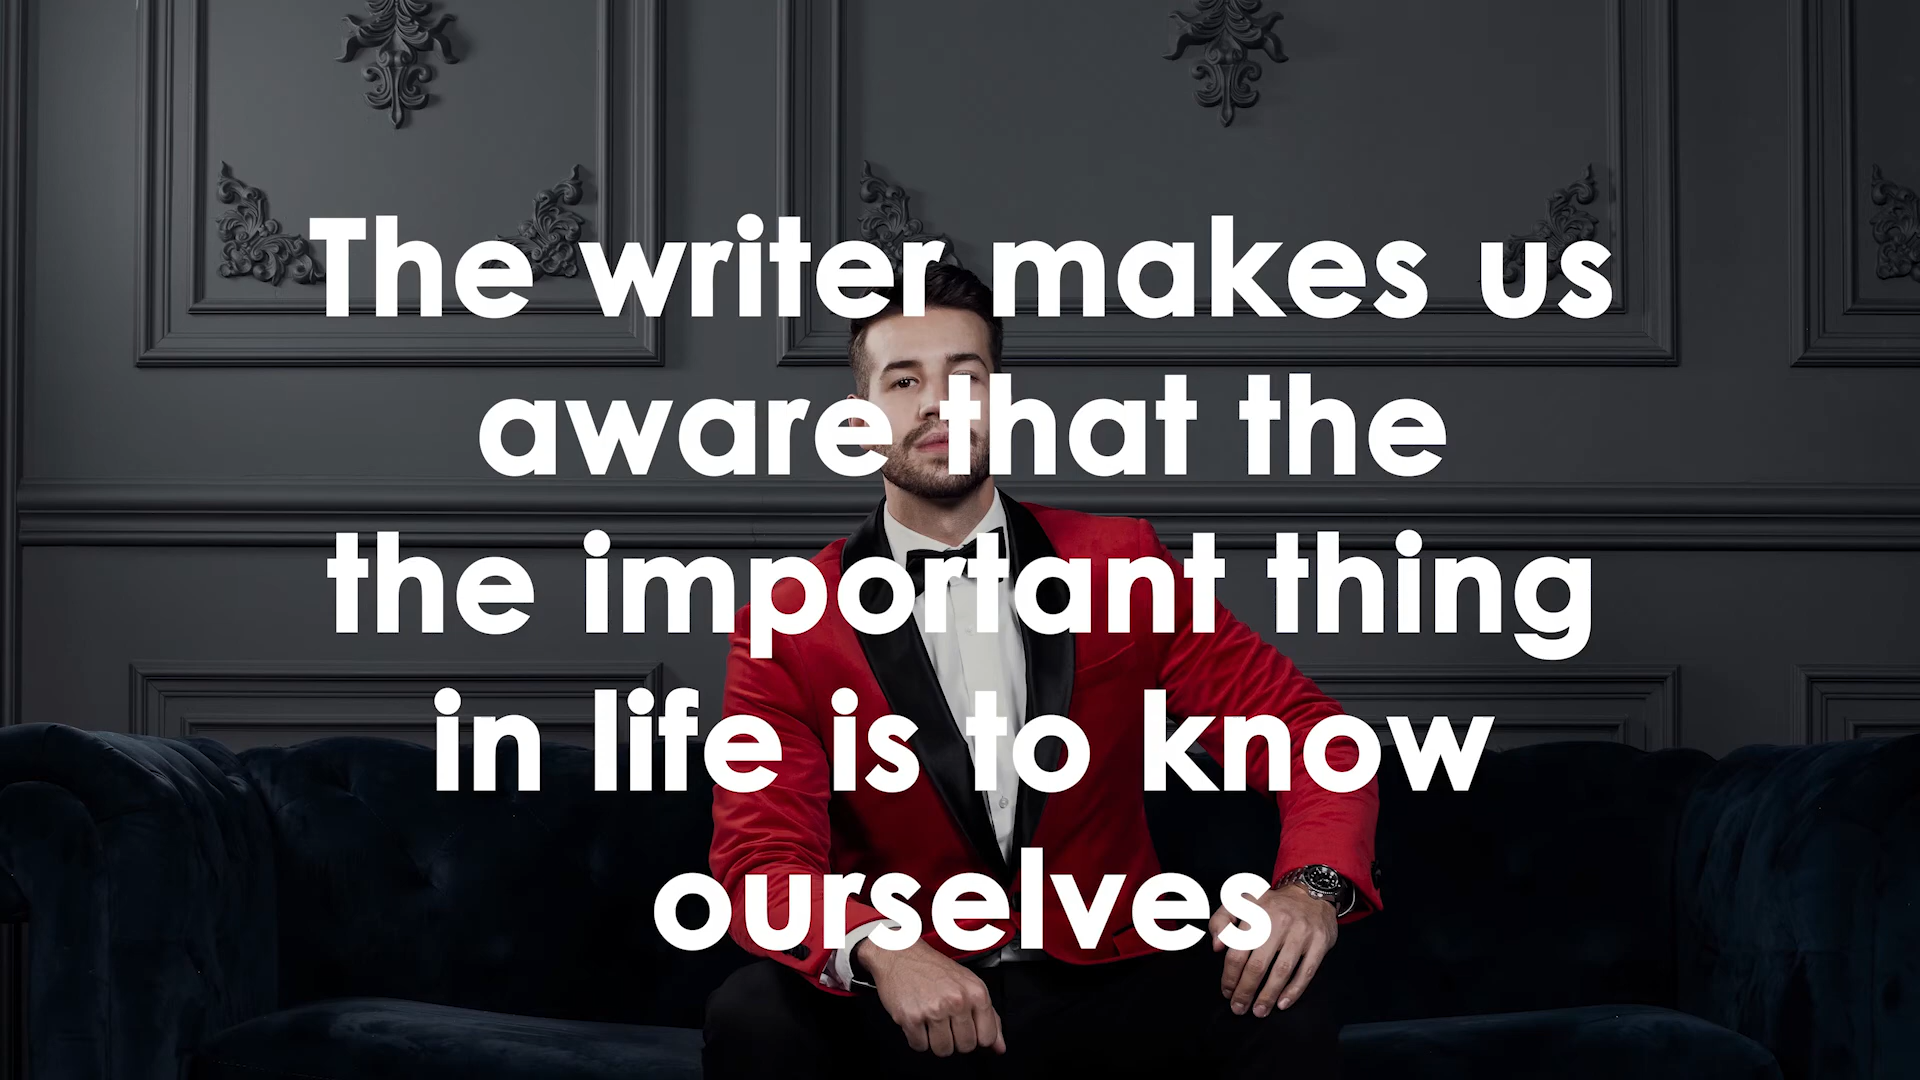 The writer makes us
aware that the
the important thing
in life is to know
ourselves